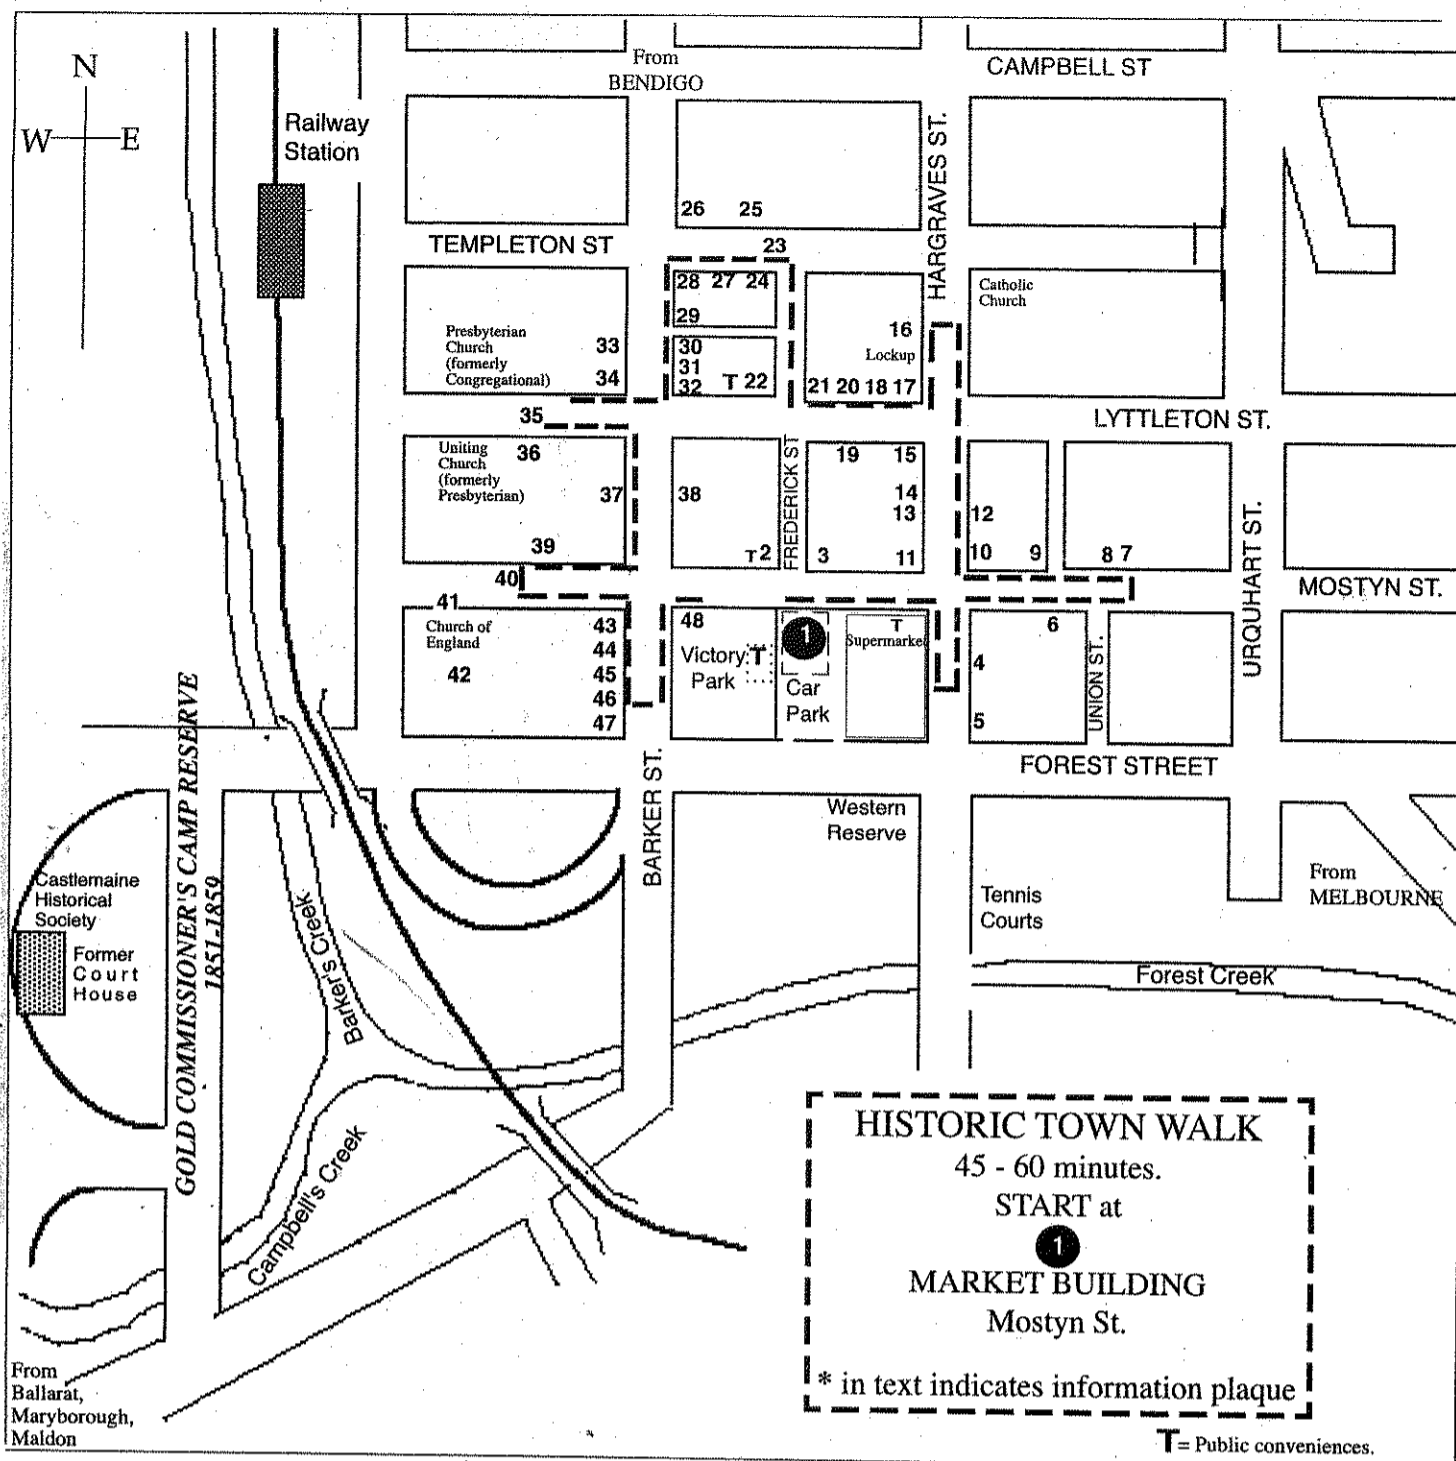 N
W
E
Railway
Station
From
BENDIGO
CAMPBELL ST
HARGRAVES ST.
26
25
TEMPLETON ST
23
28 27 24
29
30
31
32
T 22
Presbyterian
Church
(formerly
Congregational)
33
34
16
Lockup
21 20 18 17
Catholic
Church
LYTTLETON ST.
35
Uniting
Church
(formerly
Presbyterian)
36
37
39
38
T 2
FREDERICK ST
19
15
14
13
3
11
12
10
9
8 7
URQUHART ST.
MOSTYN ST.
40
41
Church of
England
42
43
44
45
46
47
48
Victory
Park
T
1
Car
Park
T
Supermarke
6
4
5
UNION ST.
FOREST STREET
BARKER ST.
GOLD COMMISSIONER'S CAMP RESERVE
1851-1859
Western
Reserve
Tennis
Courts
From
MELBOURNE
Castlemaine
Historical
Society
Former
Court
House
Barker's Creek
Forest Creek
Campbell's Creek
HISTORIC TOWN WALK
45 - 60 minutes.
START at
1
MARKET BUILDING
Mostyn St.
* in text indicates information plaque
From
Ballarat,
Maryborough,
Maldon
T= Public conveniences.